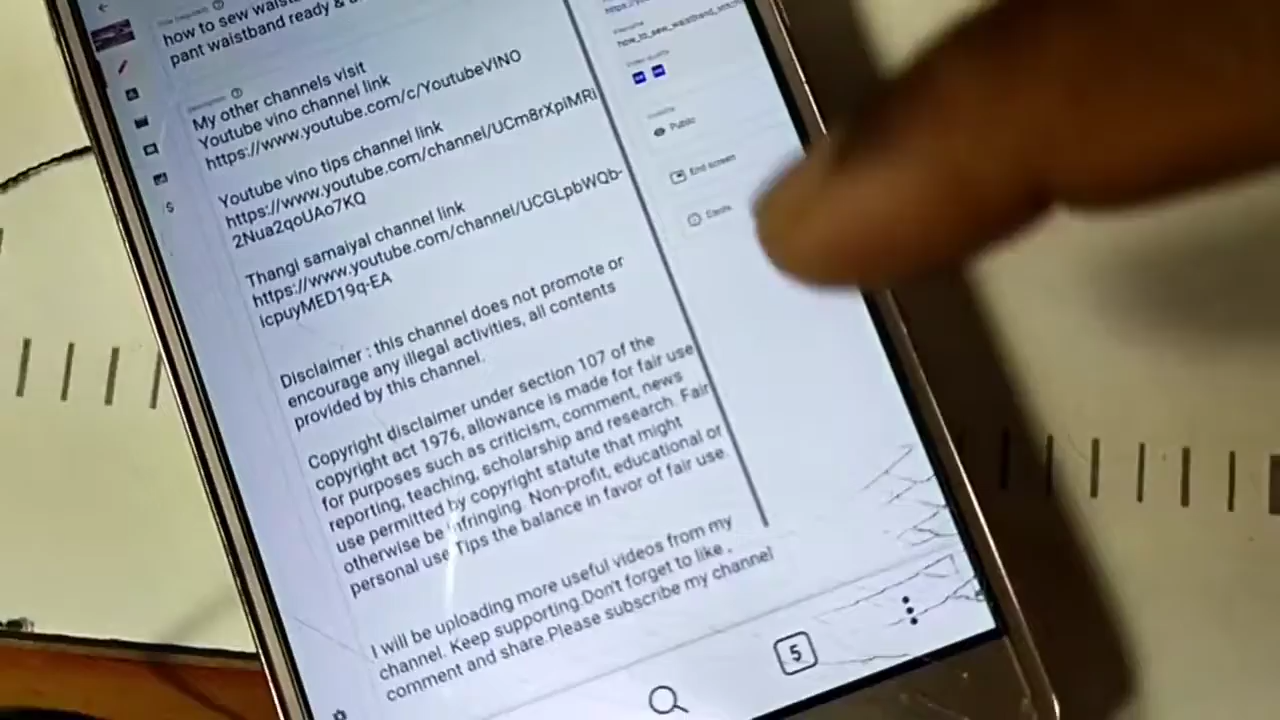 how to sew
pant waistband ready &
My other channels visit
Youtube vino channel link
https://www.youtube.com/c/YoutubeVINO
Youtube vino tips channel link
https://www.youtube.com/channel/UCm8rXpiMRi
2Nua2qoUAo7KQ
Thangi samaiyal channel link
https://www.youtube.com/channel/UCGLpbWQb-
IcpuyMED19q-EA
Disclaimer : this channel does not promote or
encourage any illegal activities, all contents
provided by this channel.
Copyright disclaimer under section 107 of the
copyright act 1976, allowance is made for fair use
for purposes such as criticism, comment, news
reporting, teaching, scholarship and research. Fair
use permitted by copyright statute that might
otherwise be infringing. Non-profit, educational or
personal use Tips the balance in favor of fair use.
I will be uploading more useful videos from my
channel. Keep supporting.Don't forget to like ,
comment and share.Please subscribe my channel
Public
End screen
Cards
5